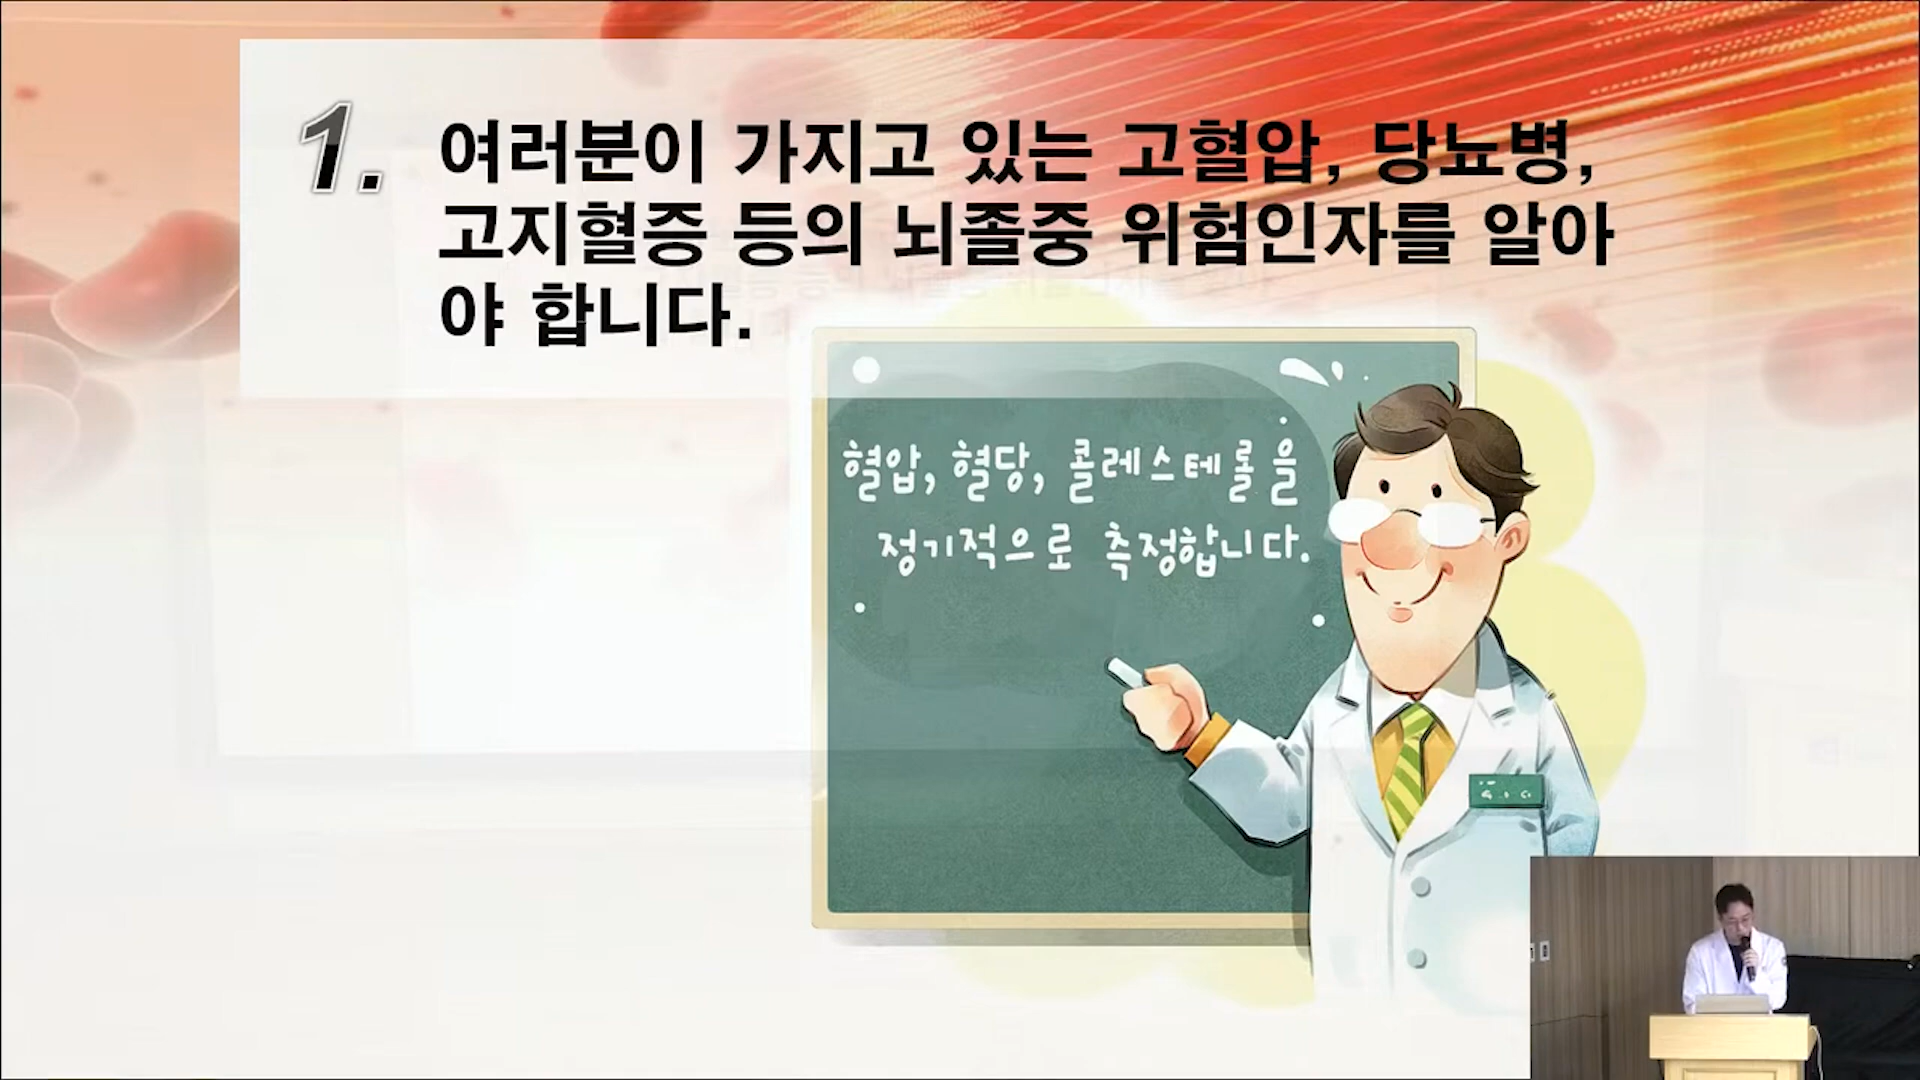 1. 여러분이 가지고 있는 고혈압, 당뇨병,
고지혈증 등의 뇌졸중 위험인자를 알아
야 합니다.
혈압, 혈당, 콜레스테롤을
정기적으로 측정합니다.